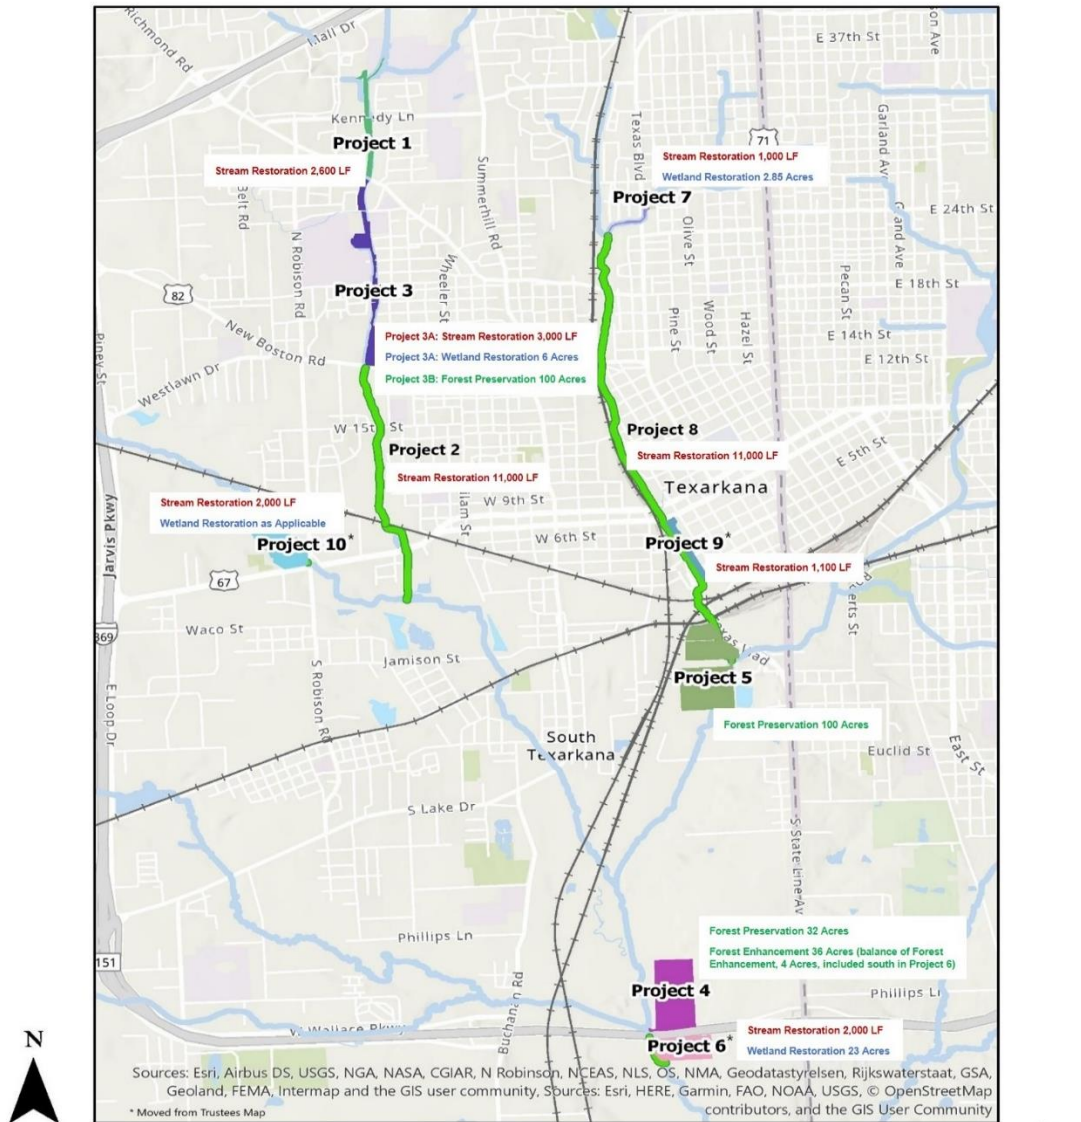 Richmond Rd
Mall Dr
E 37th St
son Ave
Kennedy Ln
Project 1
Texas Blvd
71
Garland Ave
Stream Restoration 1,000 LF
Stream Restoration 2,600 LF
Wetland Restoration 2.85 Acres
Belt Rd
Summerhill Rd
Project 7
E 24th St
N Robison Rd
Olive St
Wheeler St
Pecan St
E 18th St
82
Project 3
Pine St
Wood St
Hazel St
New Boston Rd
Project 3A: Stream Restoration 3,000 LF
E 14th St
Project 3A: Wetland Restoration 6 Acres
E 12th St
Piney St
Westlawn Dr
Project 3B: Forest Preservation 100 Acres
W 15th St
Project 8
Project 2
Stream Restoration 11,000 LF
E 5th St
Stream Restoration 11,000 LF
Texarkana
Stream Restoration 2,000 LF
W 9th St
Wetland Restoration as Applicable
Jarvis Pkwy
W 6th St
Project 9*
Project 10*
Stream Restoration 1,100 LF
67
Waco St
369
Jamison St
Project 5
S Robison Rd
E Loop Dr
Forest Preservation 100 Acres
South
Texarkana
Euclid St
East St
S Lake Dr
S State Line Av
Forest Preservation 32 Acres
Phillips Ln
Forest Enhancement 36 Acres (balance of Forest
Enhancement, 4 Acres, included south in Project 6)
151
Project 4
Phillips Ln
Buchanan Rd
W Wallace Pkwy
Stream Restoration 2,000 LF
Project 6*
Wetland Restoration 23 Acres
N
Sources: Esri, Airbus DS, USGS, NGA, NASA, CGIAR, N Robinson, NCEAS, NLS, OS, NMA, Geodatastyrelsen, Rijkswaterstaat, GSA,
Geoland, FEMA, Intermap and the GIS user community, Sources: Esri, HERE, Garmin, FAO, NOAA, USGS, © OpenStreetMap
* Moved from Trustees Map
contributors, and the GIS User Community